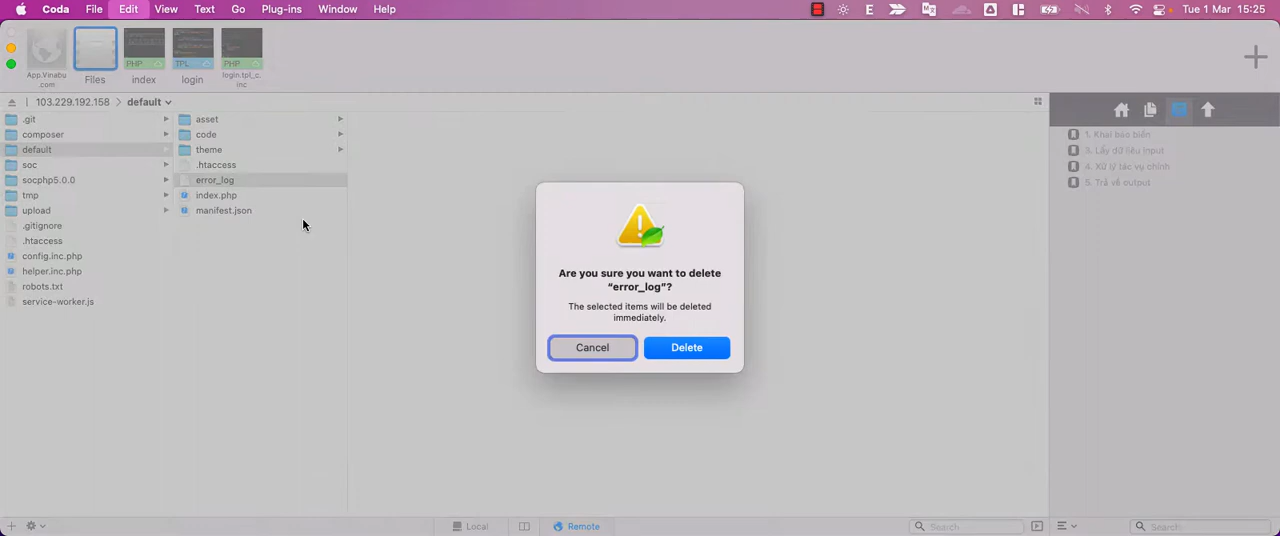 Coda File Edit View Text Go Plug-ins Window Help Tue 1 Mar 15:25
App.Vinabu
.com
Files
PHP
index
TPL
login
PHP
login.tpl_c.
inc
103.229.192.158 > default
.git
composer
default
soc
socphp5.0.0
tmp
upload
.gitignore
.htaccess
config.inc.php
helper.inc.php
robots.txt
service-worker.js
asset
code
theme
.htaccess
error_log
index.php
manifest.json
Are you sure you want to delete
“error_log”?
The selected items will be deleted
immediately.
Cancel Delete
1. Khai báo biến
3. Lấy dữ liệu input
4. Xử lý tác vụ chính
5. Trả về output
Local Remote Search Search